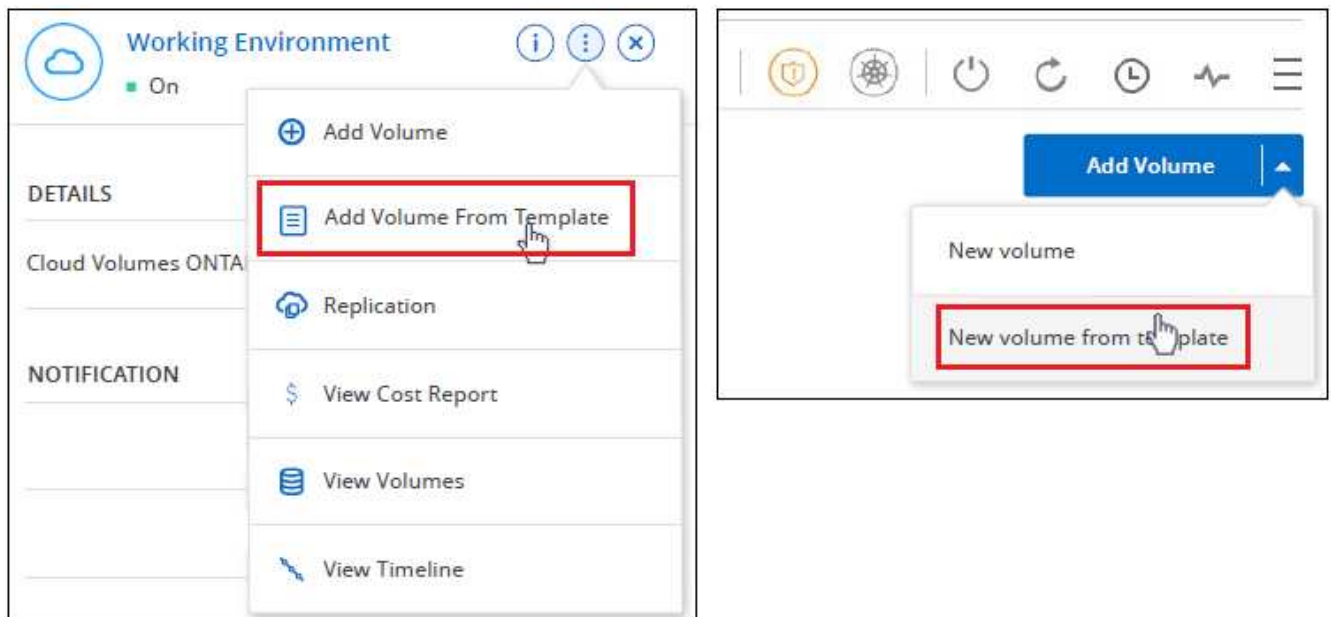 Working Environment
On
Add Volume
DETAILS
Add Volume From Template
Cloud Volumes ONTA
Replication
NOTIFICATION
View Cost Report
View Volumes
View Timeline
Add Volume
New volume
New volume from template